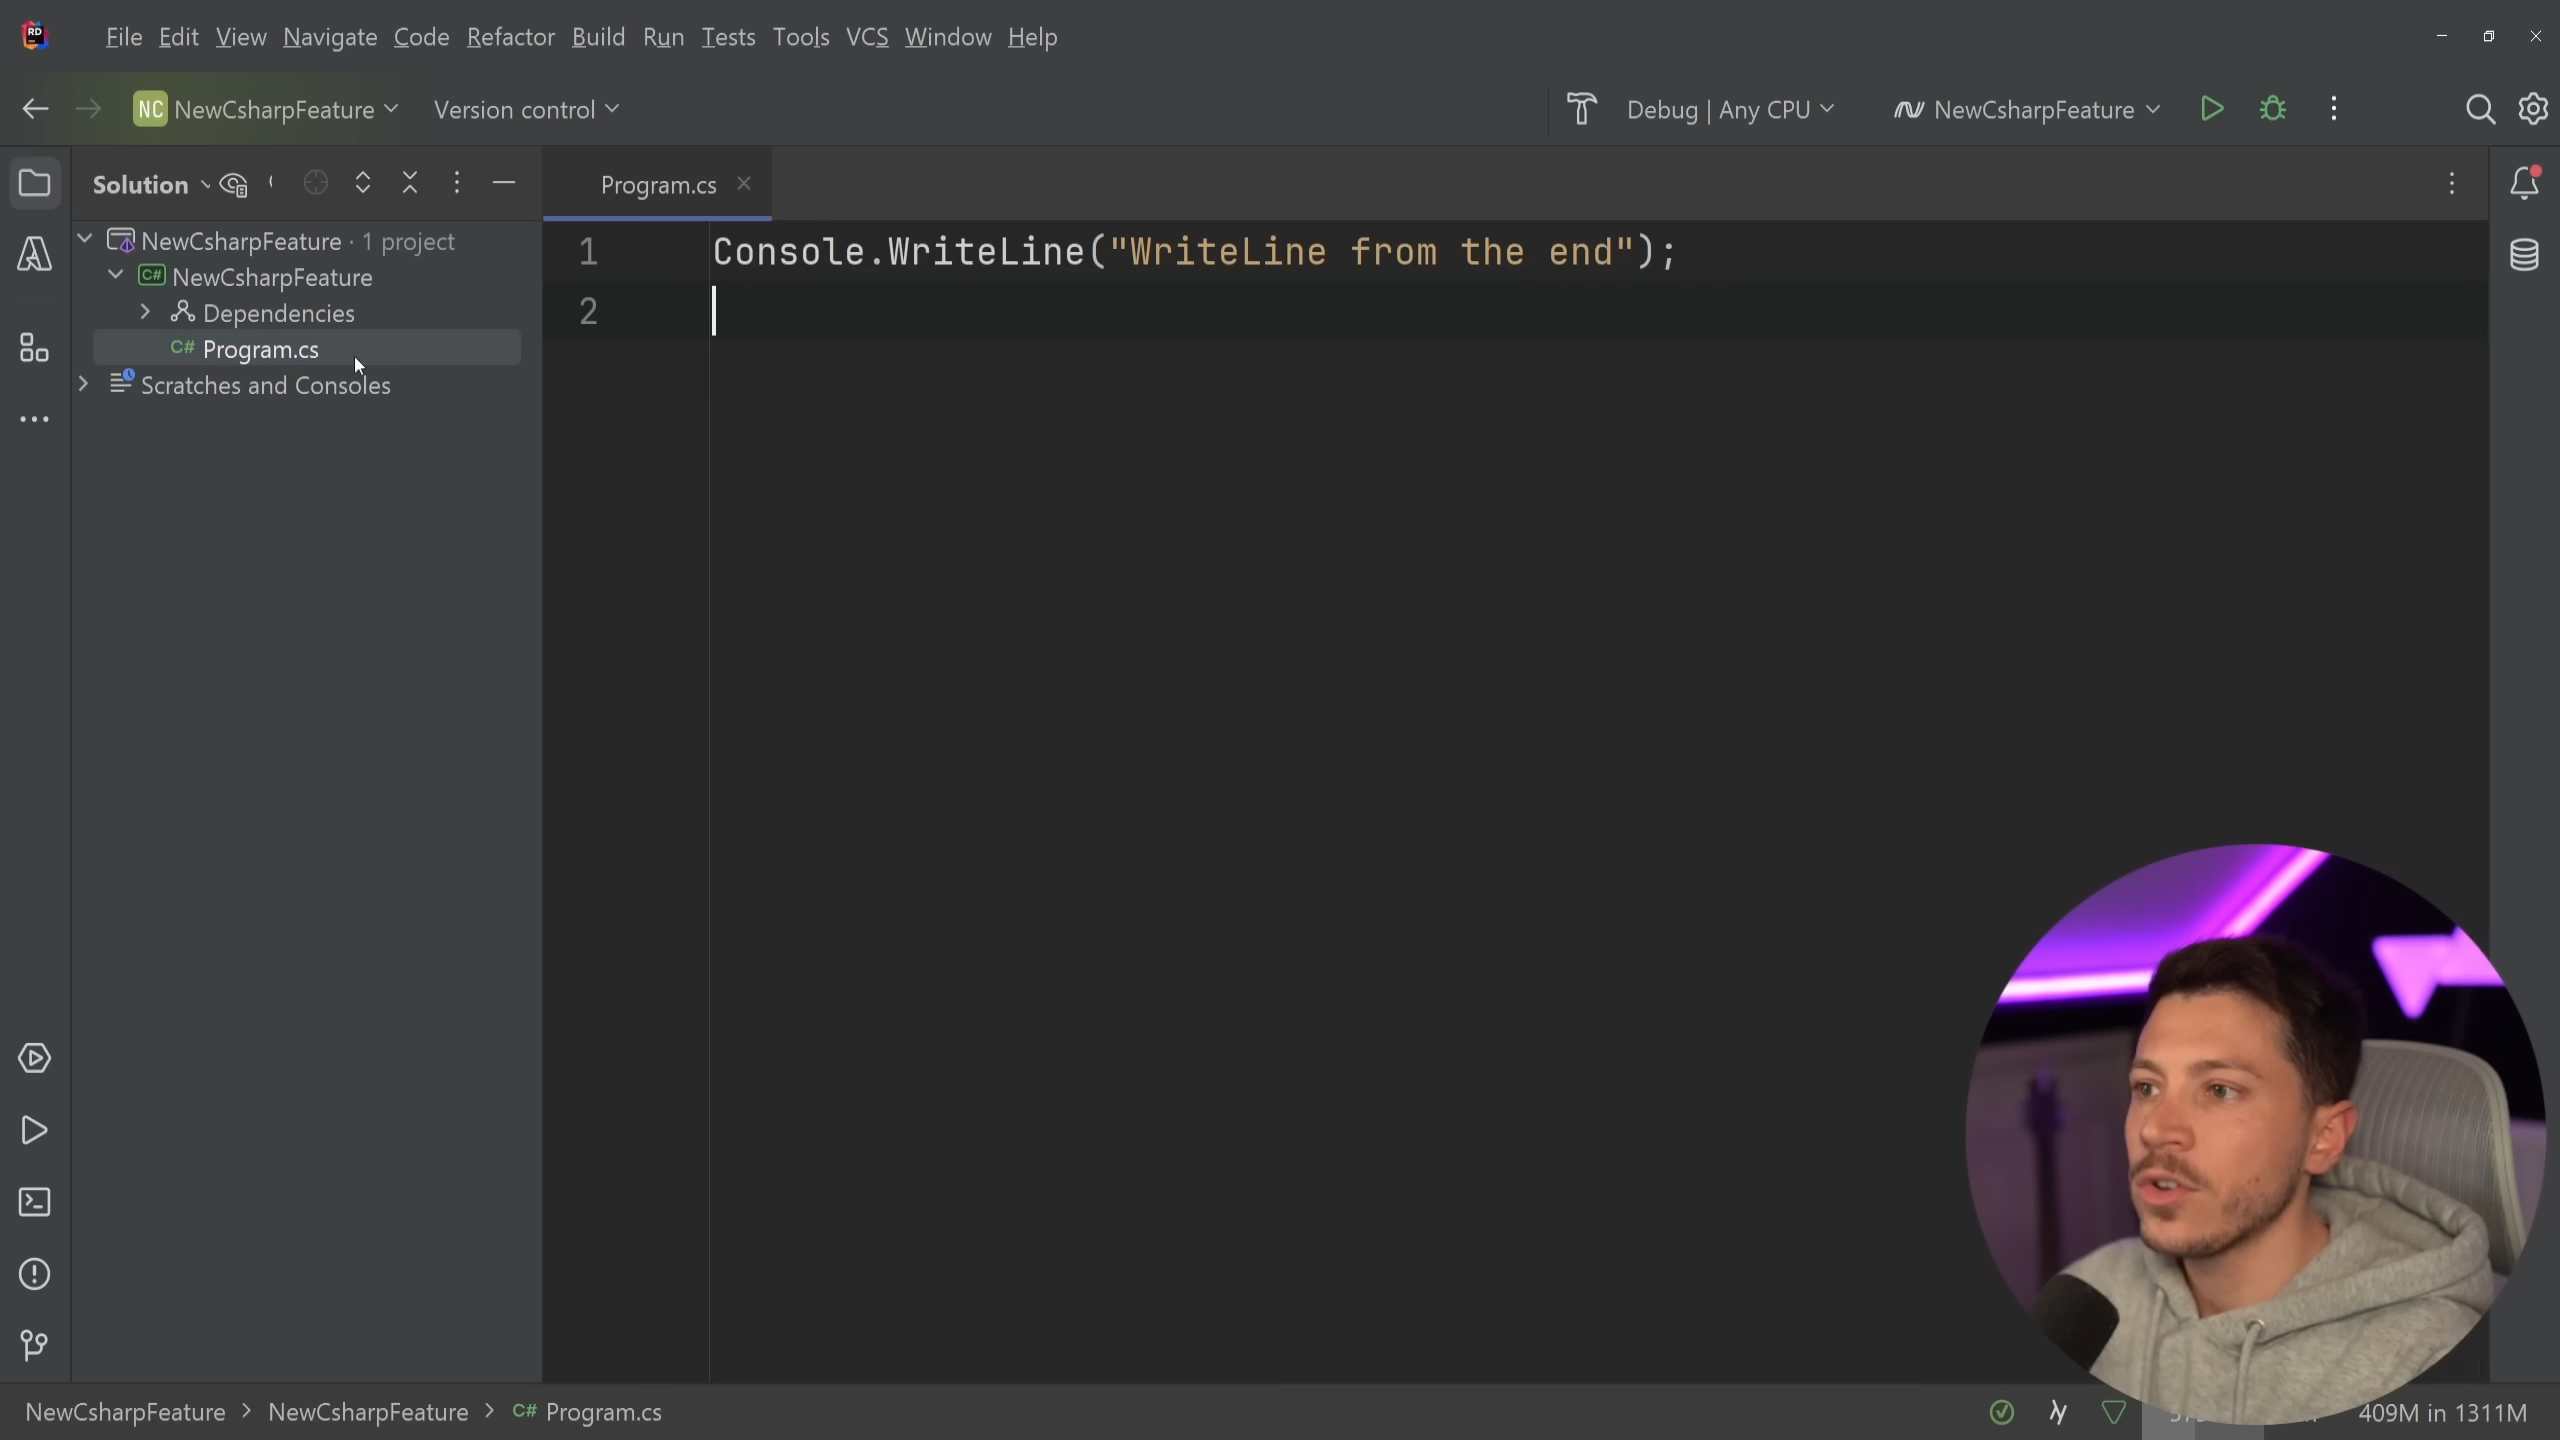 RD
File Edit View Navigate Code Refactor Build Run Tests Tools VCS Window Help
NC NewCsharpFeature Version control Debug | Any CPU NewCsharpFeature
Solution
Program.cs
NewCsharpFeature · 1 project
C# NewCsharpFeature
Dependencies
C# Program.cs
Scratches and Consoles
1 Console.WriteLine("WriteLine from the end");
2
NewCsharpFeature > NewCsharpFeature > C# Program.cs
409M in 1311M